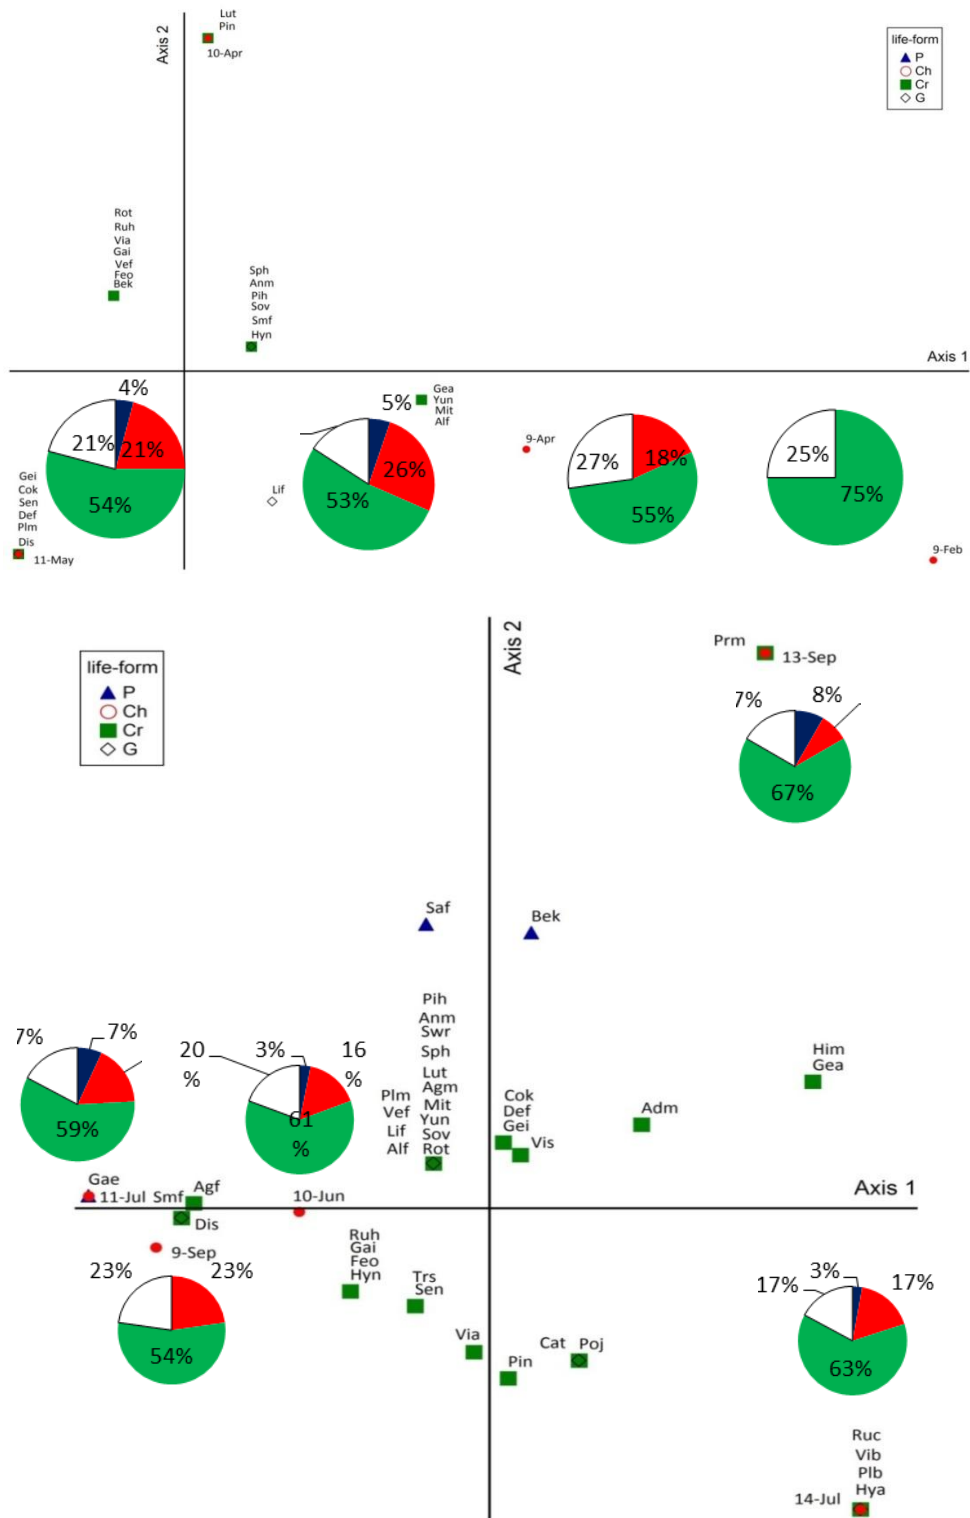 Axis 2
Lut
Pin
10-Apr
life-form
P
Ch
Cr
G
Rot
Ruh
Via
Gai
Vef
Feo
Bek
Sph
Anm
Pih
Sov
Smf
Hyn
Axis 1
4%
21%
21%
54%
5%
26%
53%
Gea
Yun
Mit
Alf
9-Apr
27%
18%
55%
25%
75%
Gei
Cok
Sen
Def
Plm
Dis
11-May
Lif
9-Feb
Axis 2
life-form
P
Ch
Cr
G
Prm
13-Sep
7%
8%
67%
Saf
Bek
Pih
Anm
Swr
Sph
Lut
Agm
Mit
Yun
Sov
Rot
Plm
Vef
Lif
Alf
7%
7%
59%
20
%
3%
16
%
61
%
Cok
Def
Gei
Vis
Adm
Him
Gea
Axis 1
Gae
11-Jul
Smf
Agf
Dis
10-Jun
9-Sep
23%
23%
54%
Ruh
Gai
Feo
Hyn
Trs
Sen
Via
Pin
Cat
Poj
17%
3%
17%
63%
Ruc
Vib
Plb
Hya
14-Jul